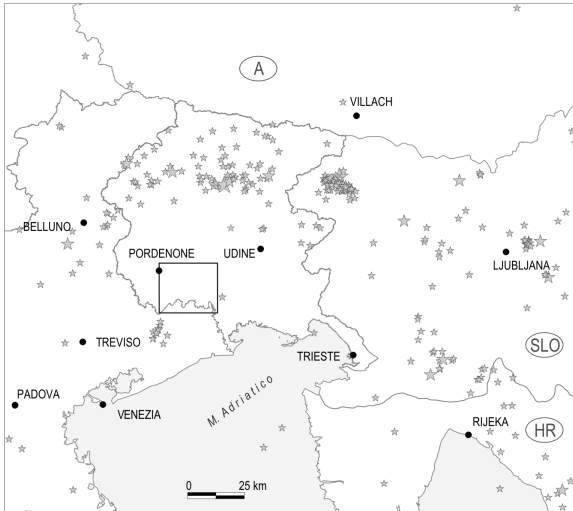 A
VILLACH
BELLUNO
PORDENONE
UDINE
LJUBLJANA
TREVISO
TRIESTE
SLO
PADOVA
VENEZIA
M. Adriatico
RIJEKA
HR
0 25 km